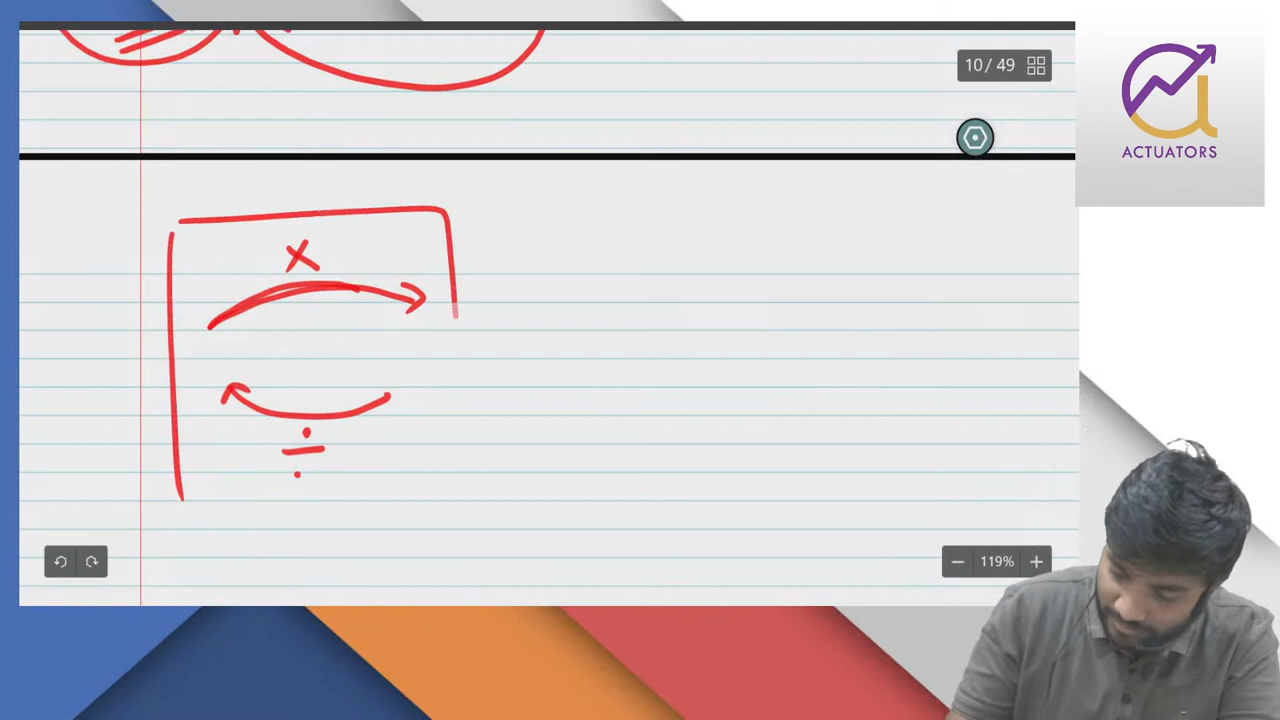 10 / 49
ACTUATORS
×
÷
119%